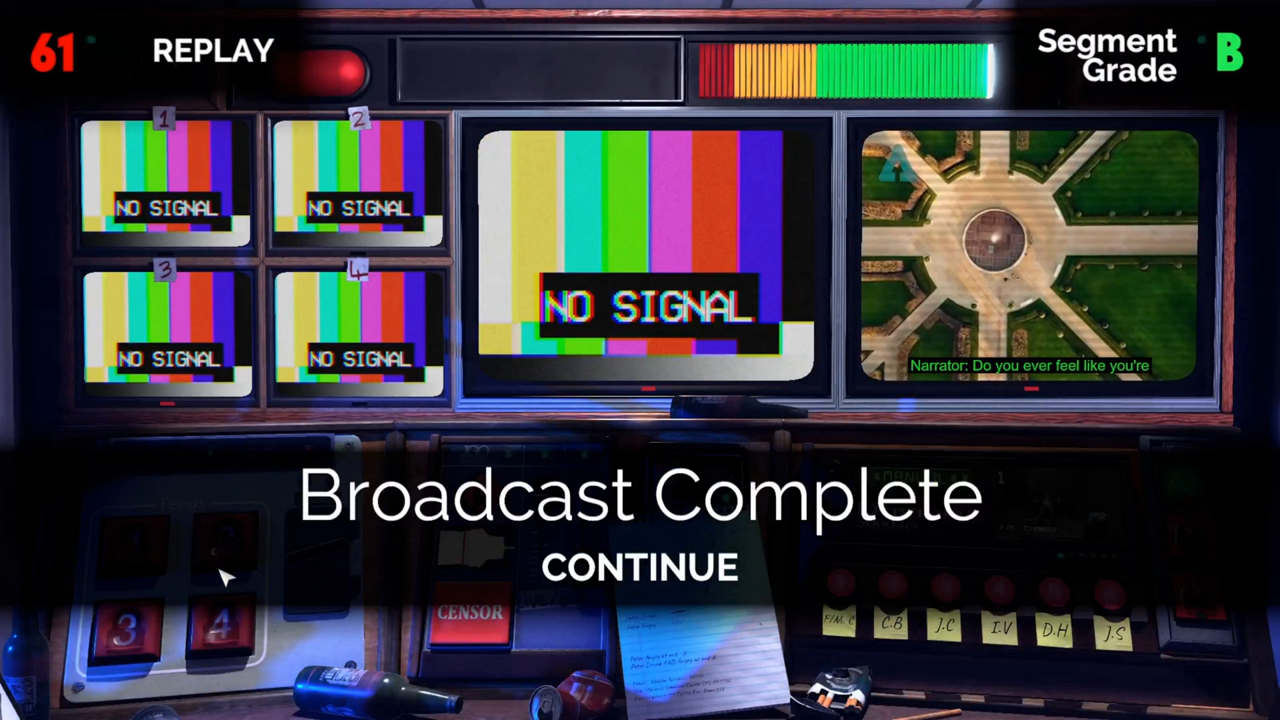 61
REPLAY
Segment
Grade
B
1
2
NO SIGNAL
NO SIGNAL
3
4
NO SIGNAL
NO SIGNAL
NO SIGNAL
Narrator: Do you ever feel like you're
Broadcast Complete
CONTINUE
1
3
4
CENSOR
F/M. C
C.B
J.C
I.V
D.H
J.S